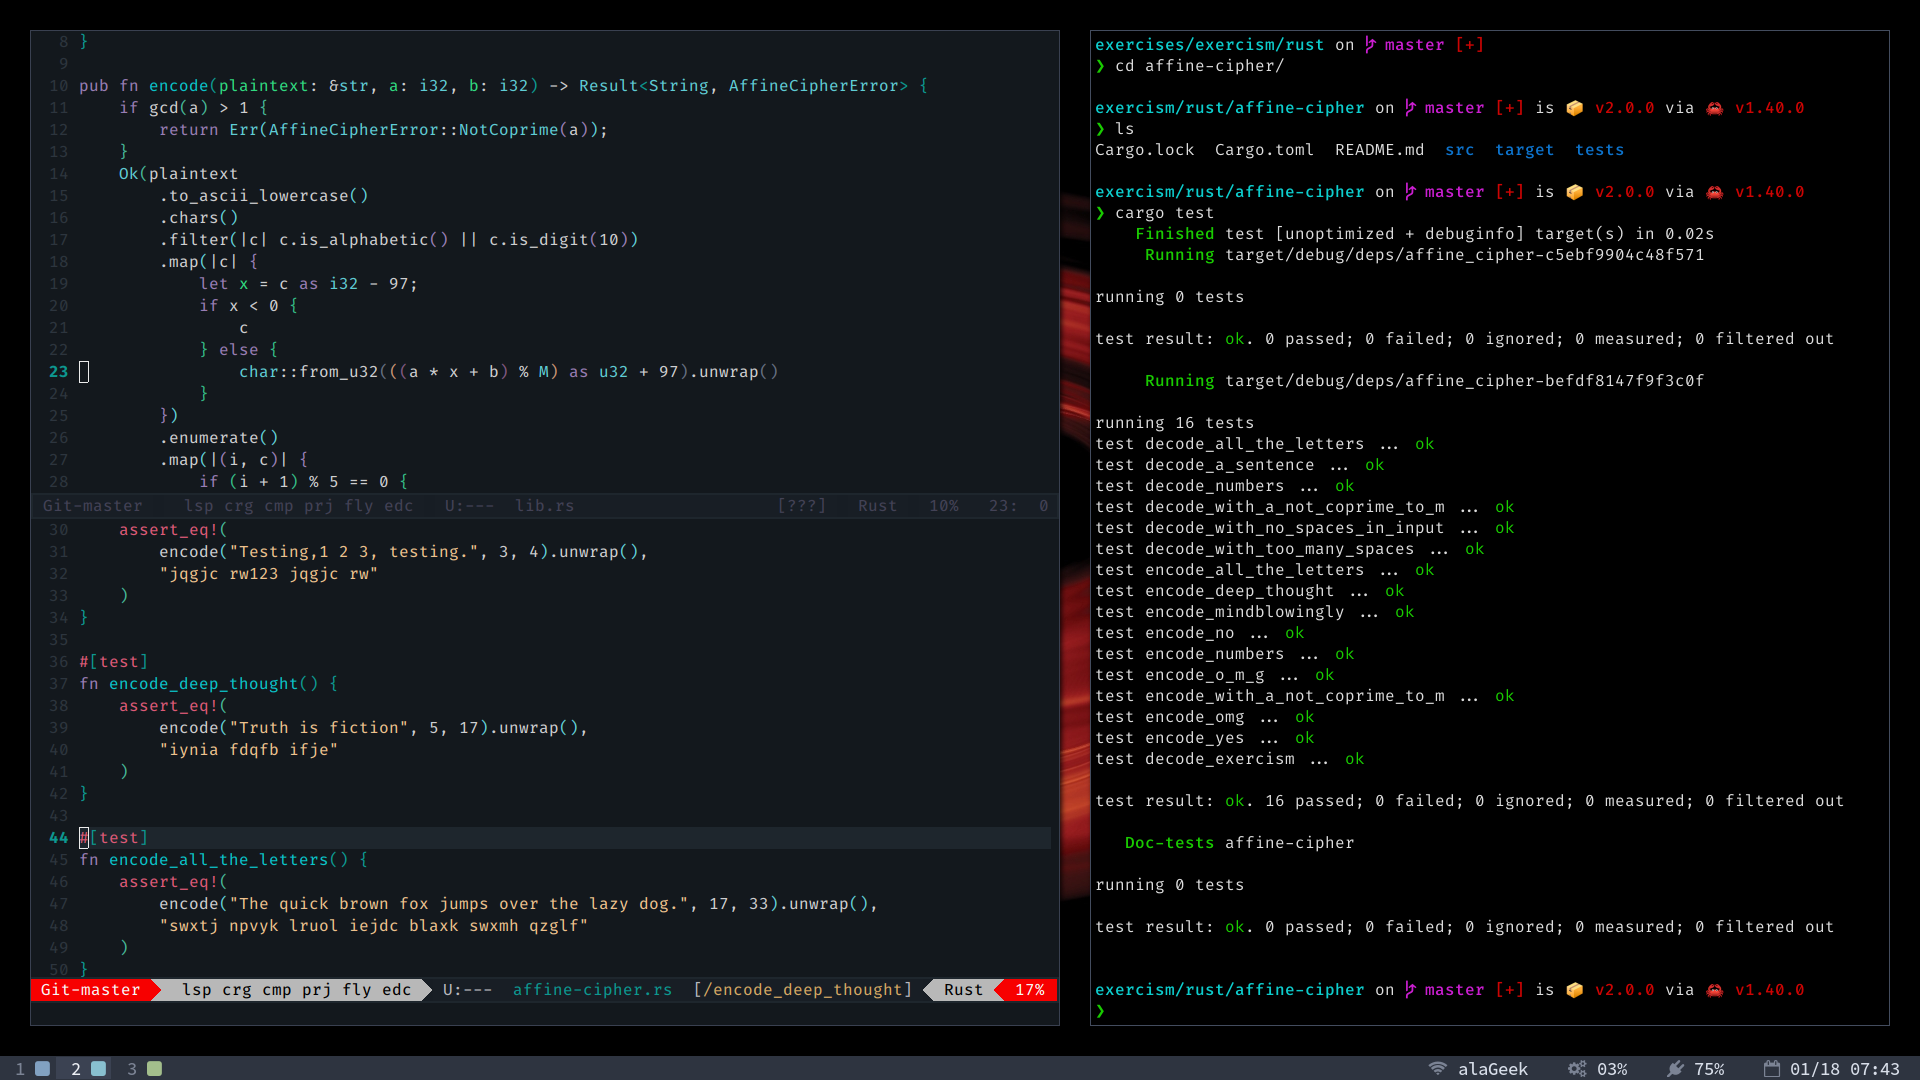 8 }
9
10 pub fn encode(plaintext: &str, a: i32, b: i32) -> Result<String, AffineCipherError> {
11     if gcd(a) > 1 {
12         return Err(AffineCipherError::NotCoprime(a));
13     }
14     Ok(plaintext
15         .to_ascii_lowercase()
16         .chars()
17         .filter(|c| c.is_alphabetic() || c.is_digit(10))
18         .map(|c| {
19             let x = c as i32 - 97;
20             if x < 0 {
21                 c
22             } else {
23                 char::from_u32(((a * x + b) % M) as u32 + 97).unwrap()
24             }
25         })
26         .enumerate()
27         .map(|(i, c)| {
28             if (i + 1) % 5 == 0 {
Git-master    lsp crg cmp prj fly edc   U:---  lib.rs    [???]   Rust   10%   23:  0
30     assert_eq!(
31         encode("Testing,1 2 3, testing.", 3, 4).unwrap(),
32         "jqgjc rw123 jqgjc rw"
33     )
34 }
35
36 #[test]
37 fn encode_deep_thought() {
38     assert_eq!(
39         encode("Truth is fiction", 5, 17).unwrap(),
40         "iynia fdqfb ifje"
41     )
42 }
43
44 #[test]
45 fn encode_all_the_letters() {
46     assert_eq!(
47         encode("The quick brown fox jumps over the lazy dog.", 17, 33).unwrap(),
48         "swxtj npvyk lruol iejdc blaxk swxmh qzglf"
49     )
50 }
Git-master  lsp crg cmp prj fly edc  U:---  affine-cipher.rs  [/encode_deep_thought]  Rust  17%
exercises/exercism/rust on master [+]
❯ cd affine-cipher/
exercism/rust/affine-cipher on master [+] is 📦 v2.0.0 via 🦀 v1.40.0
❯ ls
Cargo.lock  Cargo.toml  README.md  src  target  tests
exercism/rust/affine-cipher on master [+] is 📦 v2.0.0 via 🦀 v1.40.0
❯ cargo test
Finished test [unoptimized + debuginfo] target(s) in 0.02s
Running target/debug/deps/affine_cipher-c5ebf9904c48f571
running 0 tests
test result: ok. 0 passed; 0 failed; 0 ignored; 0 measured; 0 filtered out
Running target/debug/deps/affine_cipher-befdf8147f9f3c0f
running 16 tests
test decode_all_the_letters ... ok
test decode_a_sentence ... ok
test decode_numbers ... ok
test decode_with_a_not_coprime_to_m ... ok
test decode_with_no_spaces_in_input ... ok
test decode_with_too_many_spaces ... ok
test encode_all_the_letters ... ok
test encode_deep_thought ... ok
test encode_mindblowingly ... ok
test encode_no ... ok
test encode_numbers ... ok
test encode_o_m_g ... ok
test encode_with_a_not_coprime_to_m ... ok
test encode_omg ... ok
test encode_yes ... ok
test decode_exercism ... ok
test result: ok. 16 passed; 0 failed; 0 ignored; 0 measured; 0 filtered out
Doc-tests affine-cipher
running 0 tests
test result: ok. 0 passed; 0 failed; 0 ignored; 0 measured; 0 filtered out
exercism/rust/affine-cipher on master [+] is 📦 v2.0.0 via 🦀 v1.40.0
❯
1 2 3 alaGeek 03% 75% 01/18 07:43